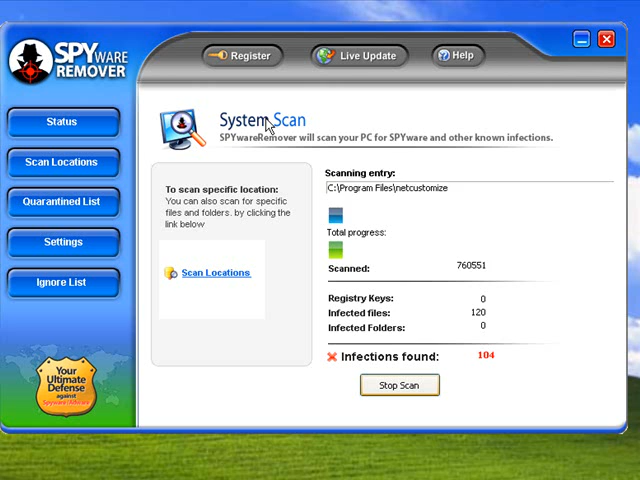 SPYWARE
REMOVER
Register
Live Update
Help
Status
Scan Locations
Quarantined List
Settings
Ignore List
Your
Ultimate
Defense
against
Spyware/Adware
System Scan
SPYwareRemover will scan your PC for SPYware and other known infections.
To scan specific location:
You can also scan for specific
files and folders. by clicking the
link below
Scan Locations
Scanning entry:
C:\Program Files\netcustomize
Total progress:
Scanned: 760551
Registry Keys: 0
Infected files: 120
Infected Folders: 0
Infections found: 104
Stop Scan